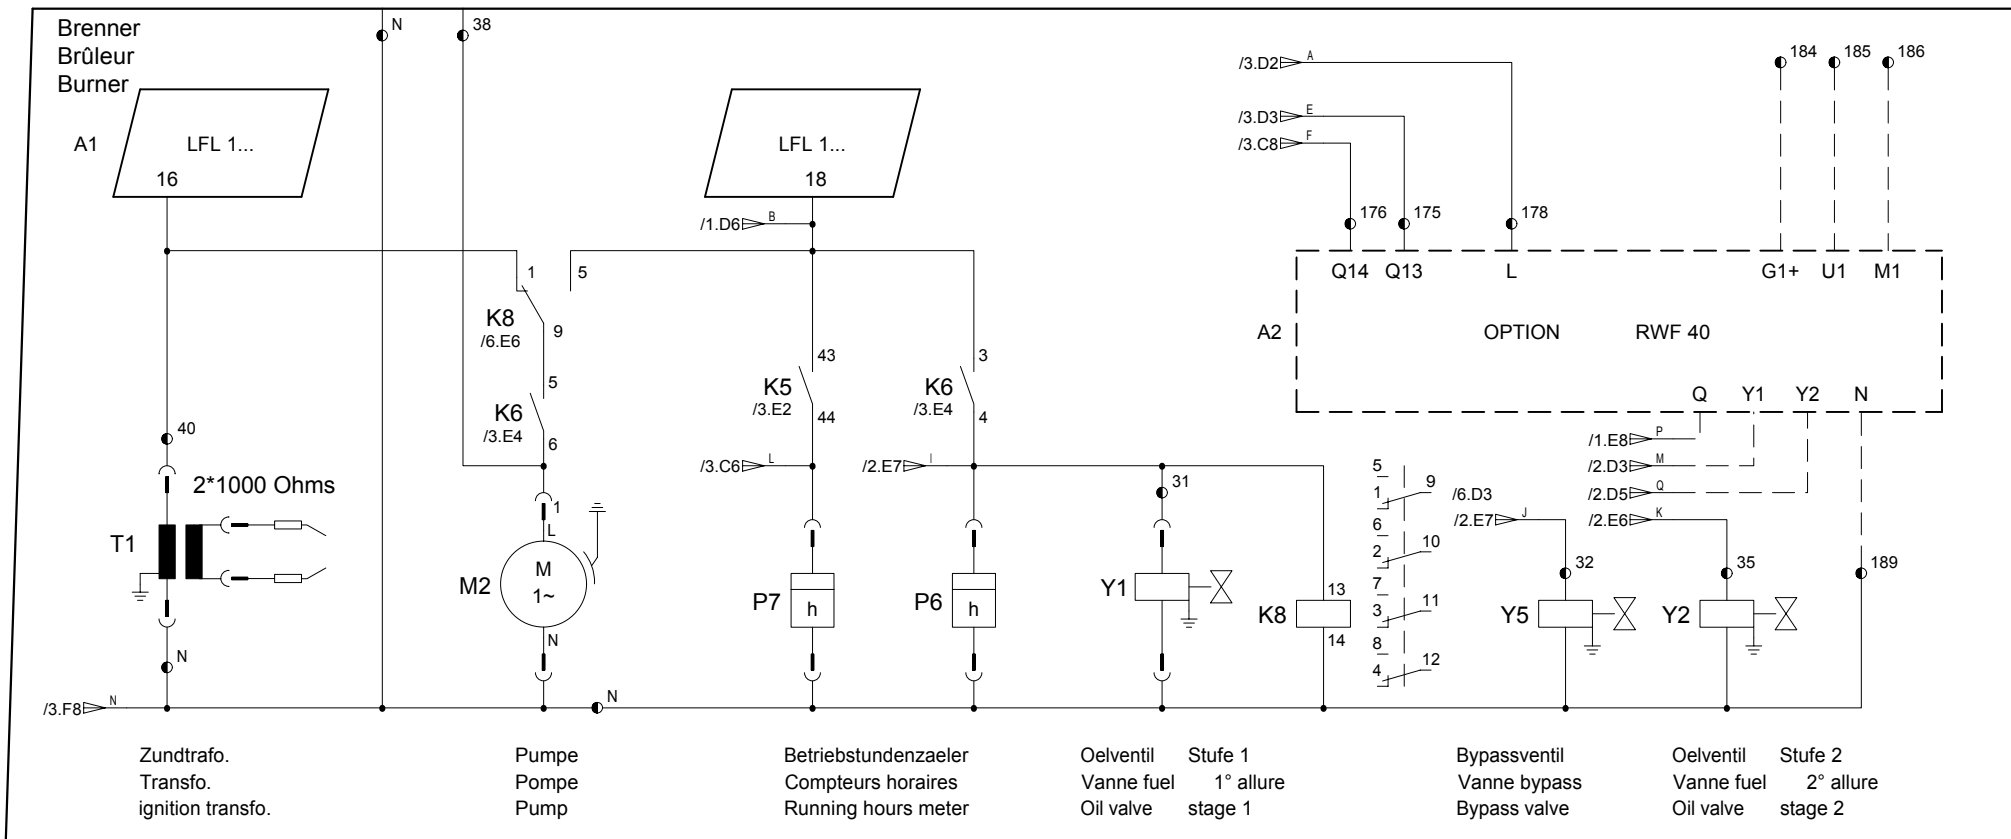 Brenner
Brûleur
Burner
N
38
A1
LFL 1...
16
LFL 1...
18
/1.D6 B
/3.D2 A
/3.D3 E
/3.C8 F
176
175
178
184
185
186
Q14 Q13 L G1+ U1 M1
A2
OPTION RWF 40
Q Y1 Y2 N
1
5
K8
/6.E6
9
5
K6
/3.E4
6
43
K5
/3.E2
44
3
K6
/3.E4
4
40
2*1000 Ohms
T1
N
/3.F8 N
1
L
M
1~
M2
N
N
/3.C6 L
P7
h
/2.E7 I
P6
h
31
Y1
13
K8
14
5
1 9 /6.D3
6
2 10
7
3 11
8
4 12
/2.E7 J
32
Y5
/1.E8 P
/2.D3 M
/2.D5 Q
/2.E6 K
35
Y2
189
Zundtrafo.
Transfo.
ignition transfo.
Pumpe
Pompe
Pump
Betriebstundenzaeler
Compteurs horaires
Running hours meter
Oelventil Stufe 1
Vanne fuel 1° allure
Oil valve stage 1
Bypassventil
Vanne bypass
Bypass valve
Oelventil Stufe 2
Vanne fuel 2° allure
Oil valve stage 2